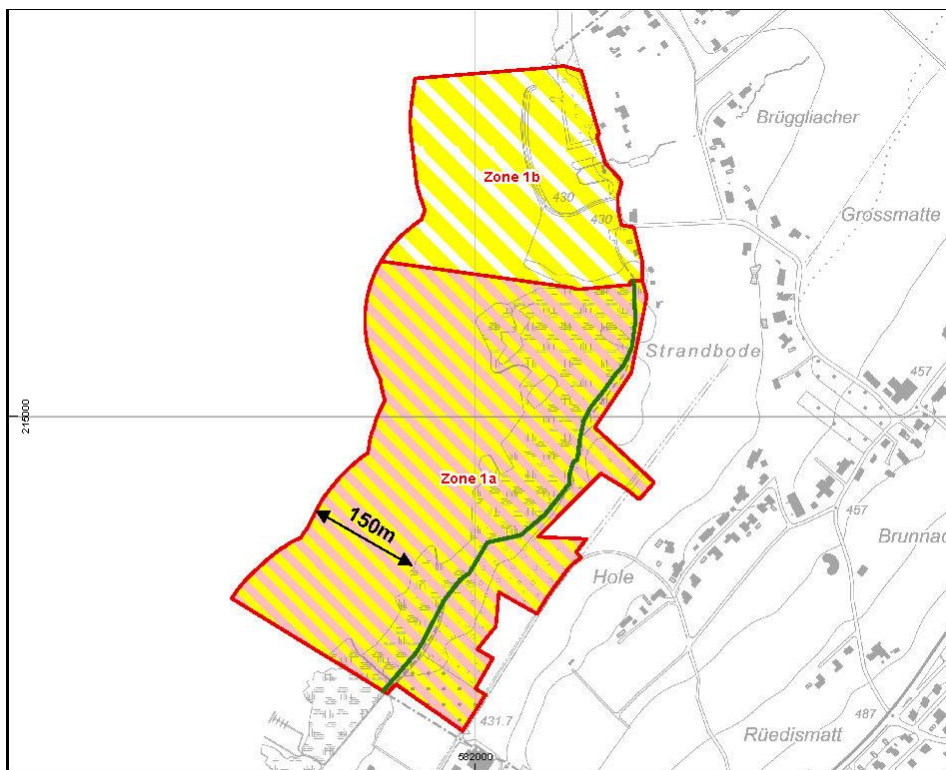 Brüggliacher
Zone 1b
430
430
Grossmatte
Strandbode
457
215000
Zone 1a
150m
457
Brunnac
Hole
431.7
487
Rüedismatt
582000